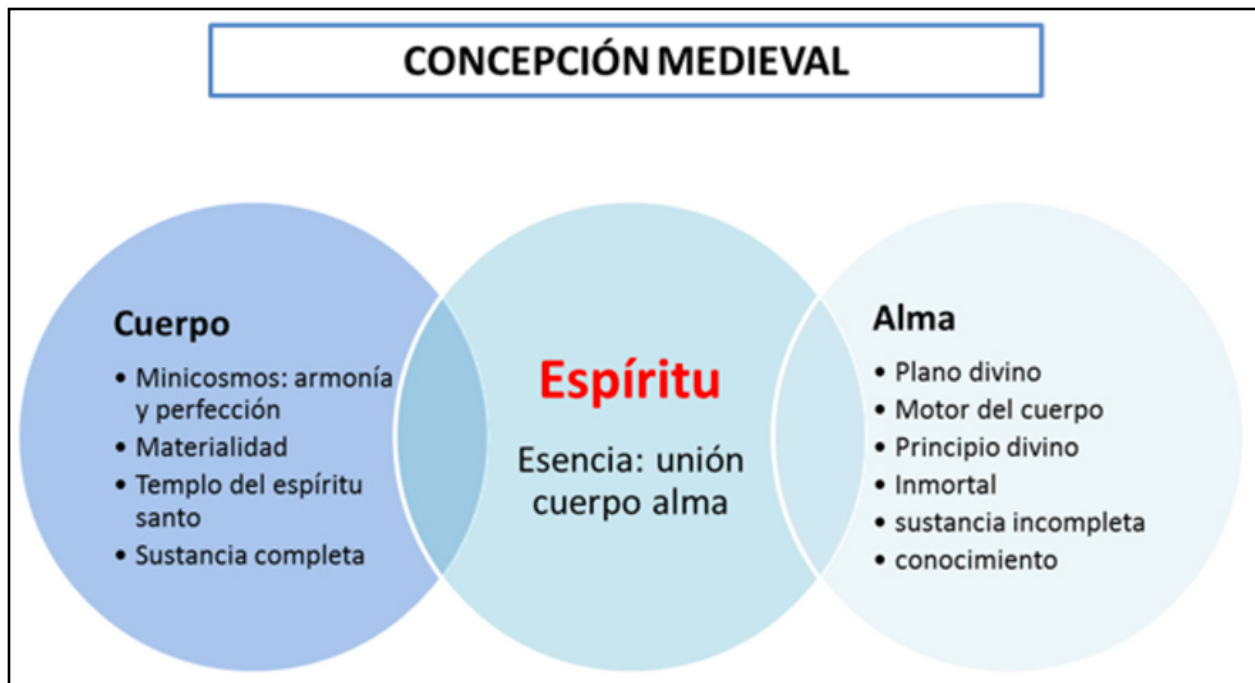 CONCEPCIÓN MEDIEVAL
Cuerpo
• Minicosmos: armonía
y perfección
• Materialidad
• Templo del espíritu
santo
• Sustancia completa
Espíritu
Esencia: unión
cuerpo alma
Alma
• Plano divino
• Motor del cuerpo
• Principio divino
• Inmortal
• sustancia incompleta
• conocimiento